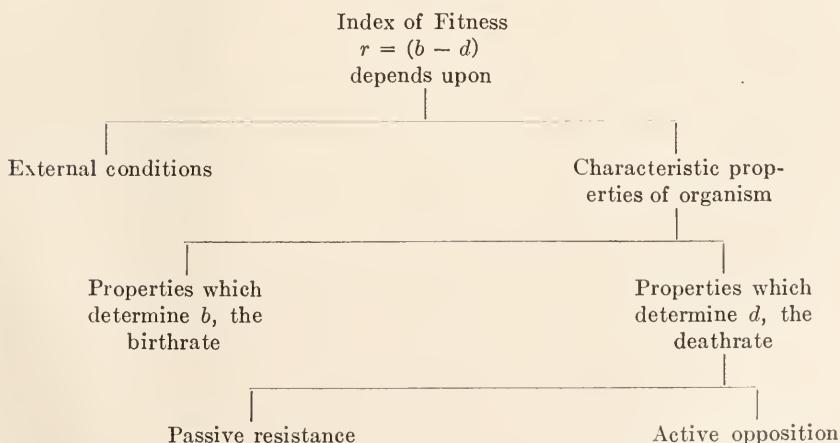 Index of Fitness
r = (b − d)
depends upon
External conditions
Characteristic prop-
erties of organism
Properties which
determine b, the
birthrate
Properties which
determine d, the
deathrate
Passive resistance
Active opposition